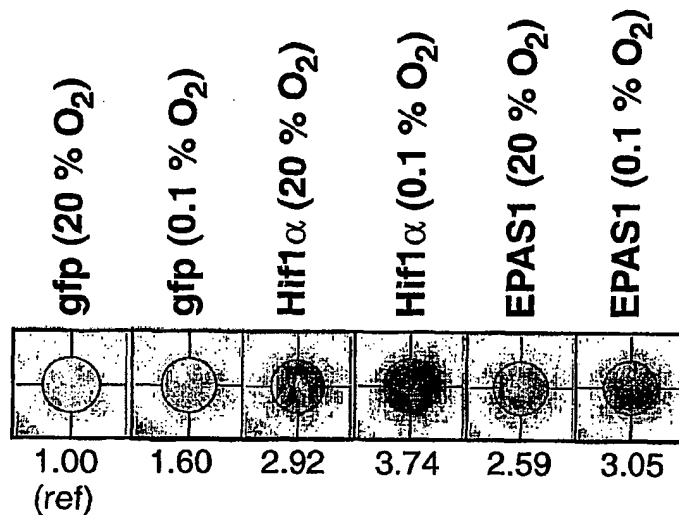 gfp (20 % O₂)
gfp (0.1 % O₂)
Hif1α (20 % O₂)
Hif1α (0.1 % O₂)
EPAS1 (20 % O₂)
EPAS1 (0.1 % O₂)
1.00 1.60 2.92 3.74 2.59 3.05
(ref)